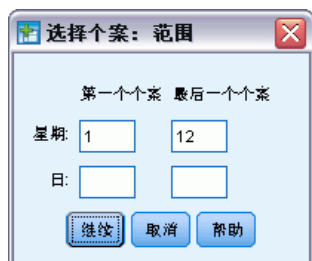 选择个案: 范围
第一个个案 最后一个个案
星期: 1 12
日:
继续 取消 帮助